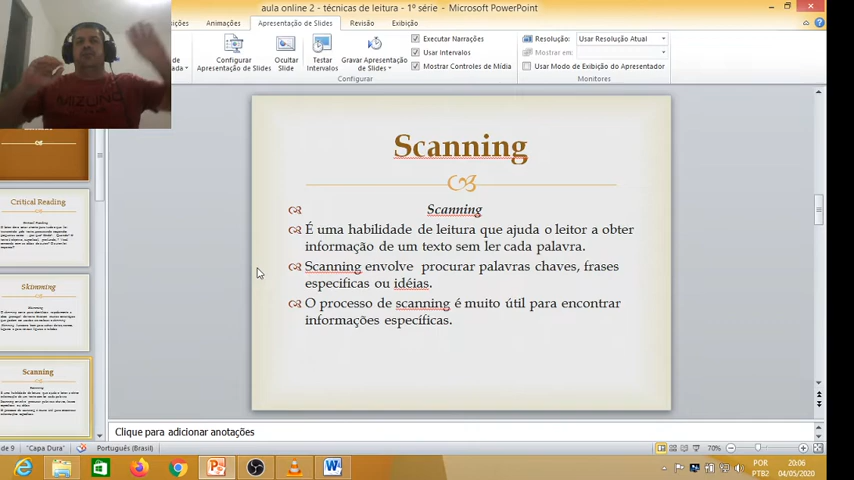 aula online 2 - técnicas de leitura - 1ª série - Microsoft PowerPoint
Animações
Apresentação de Slides
Revisão
Exibição
Configurar
Apresentação de Slides
Ocultar
Slide
Testar
Intervalos
Gravar Apresentação
de Slides
Executar Narrações
Usar Intervalos
Mostrar Controles de Mídia
Configurar
Resolução:
Usar Resolução Atual
Mostrar em:
Usar Modo de Exibição do Apresentador
Monitores
MIZUNO
Critical Reading
Skimming
Scanning
Scanning
Scanning
É uma habilidade de leitura que ajuda o leitor a obter
informação de um texto sem ler cada palavra.
Scanning envolve procurar palavras chaves, frases
especificas ou idéias.
O processo de scanning é muito útil para encontrar
informações específicas.
Clique para adicionar anotações
de 9
"Capa Dura"
Português (Brasil)
70%
POR
PTB2
20:06
04/05/2020